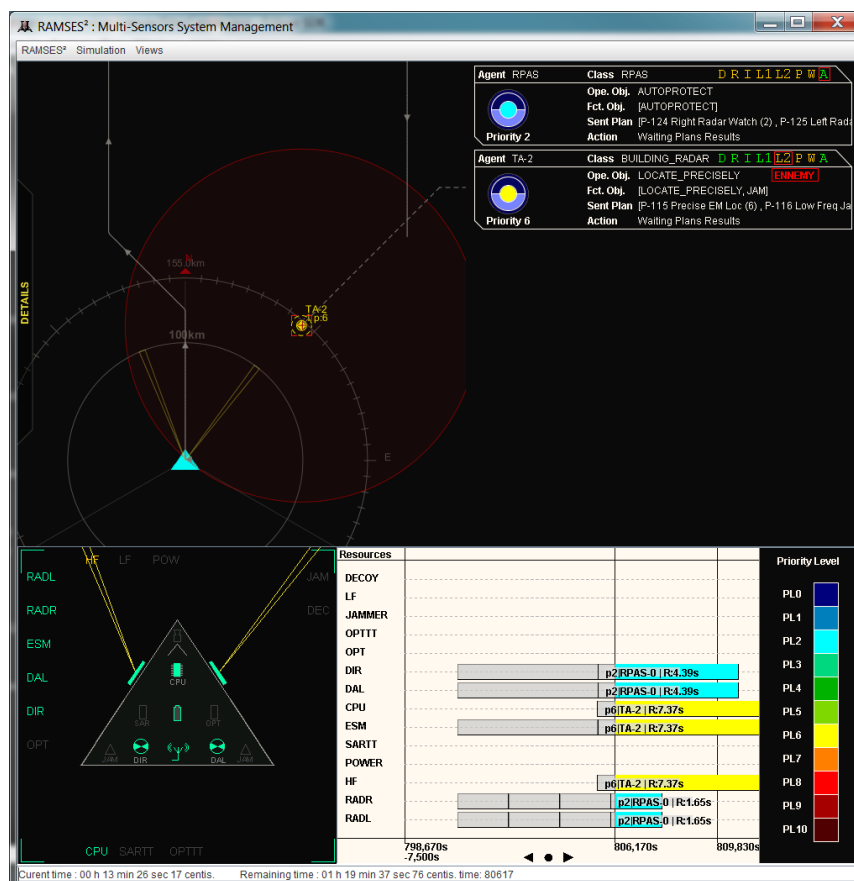 RAMSES² : Multi-Sensors System Management
RAMSES² Simulation Views
Agent RPAS Class RPAS D R I L1 L2 P W A
Ope. Obj. AUTOPROTECT
Fct. Obj. [AUTOPROTECT]
Sent Plan [P-124 Right Radar Watch (2) , P-125 Left Rada
Priority 2 Action Waiting Plans Results
Agent TA-2 Class BUILDING_RADAR D R I L1 L2 P W A
Ope. Obj. LOCATE_PRECISELY ENNEMY
Fct. Obj. [LOCATE_PRECISELY, JAM]
Sent Plan [P-115 Precise EM Loc (6) , P-116 Low Freq Ja
Priority 6 Action Waiting Plans Results
DETAILS
N
155.0km
TA-2
p:6
100km
E
HF LF POW
RADL JAM
RADR DEC
ESM
DAL
DIR
OPT
CPU
SAR OPT
JAM DIR DAL JAM
CPU SARTT OPTTT
Resources
DECOY
LF
JAMMER
OPTTT
OPT
DIR p2|RPAS-0 | R:4.39s
DAL p2|RPAS-0 | R:4.39s
CPU p6|TA-2 | R:7.37s
ESM p6|TA-2 | R:7.37s
SARTT
POWER
HF p6|TA-2 | R:7.37s
RADR p2|RPAS-0 | R:1.65s
RADL p2|RPAS-0 | R:1.65s
798,670s 806,170s 809,830s
-7,500s
Priority Level
PL0
PL1
PL2
PL3
PL4
PL5
PL6
PL7
PL8
PL9
PL10
Curent time : 00 h 13 min 26 sec 17 centis. Remaining time : 01 h 19 min 37 sec 76 centis. time: 80617